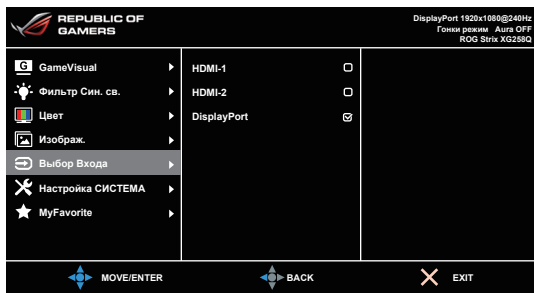 REPUBLIC OF
GAMERS
DisplayPort 1920x1080@240Hz
Гонки режим Aura OFF
ROG Strix XG258Q
G GameVisual
Фильтр Син. св.
Цвет
Изображ.
Выбор Входа
Настройка СИСТЕМА
MyFavorite
HDMI-1
HDMI-2
DisplayPort
MOVE/ENTER
BACK
EXIT